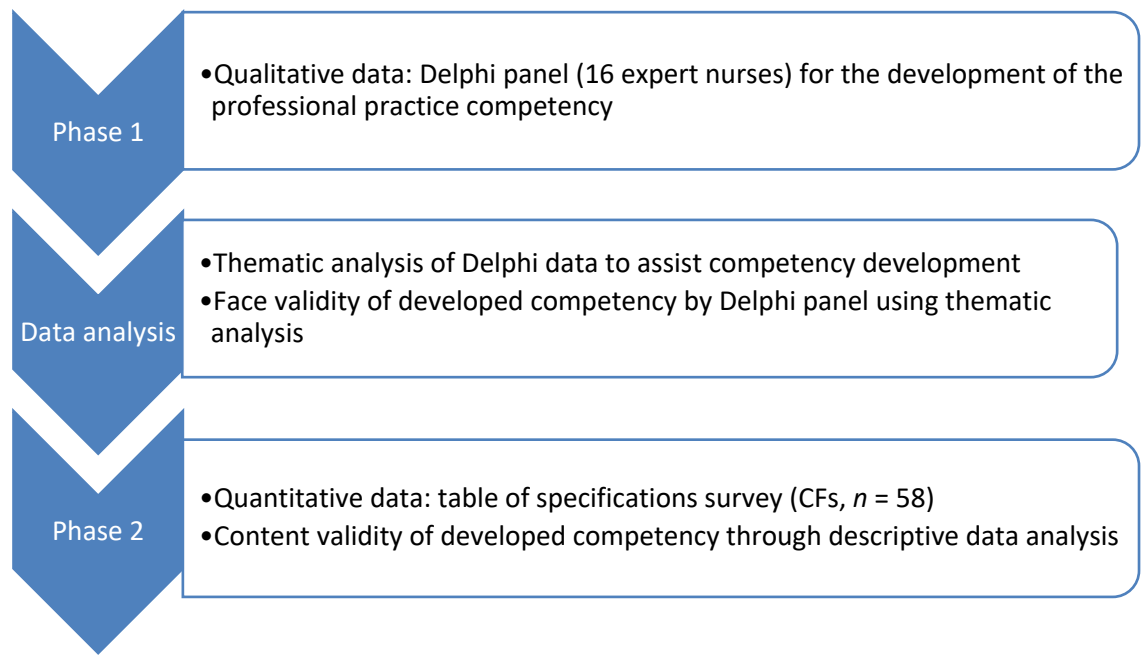 Phase 1
•Qualitative data: Delphi panel (16 expert nurses) for the development of the
professional practice competency
Data analysis
•Thematic analysis of Delphi data to assist competency development
•Face validity of developed competency by Delphi panel using thematic
analysis
Phase 2
•Quantitative data: table of specifications survey (CFs, n = 58)
•Content validity of developed competency through descriptive data analysis